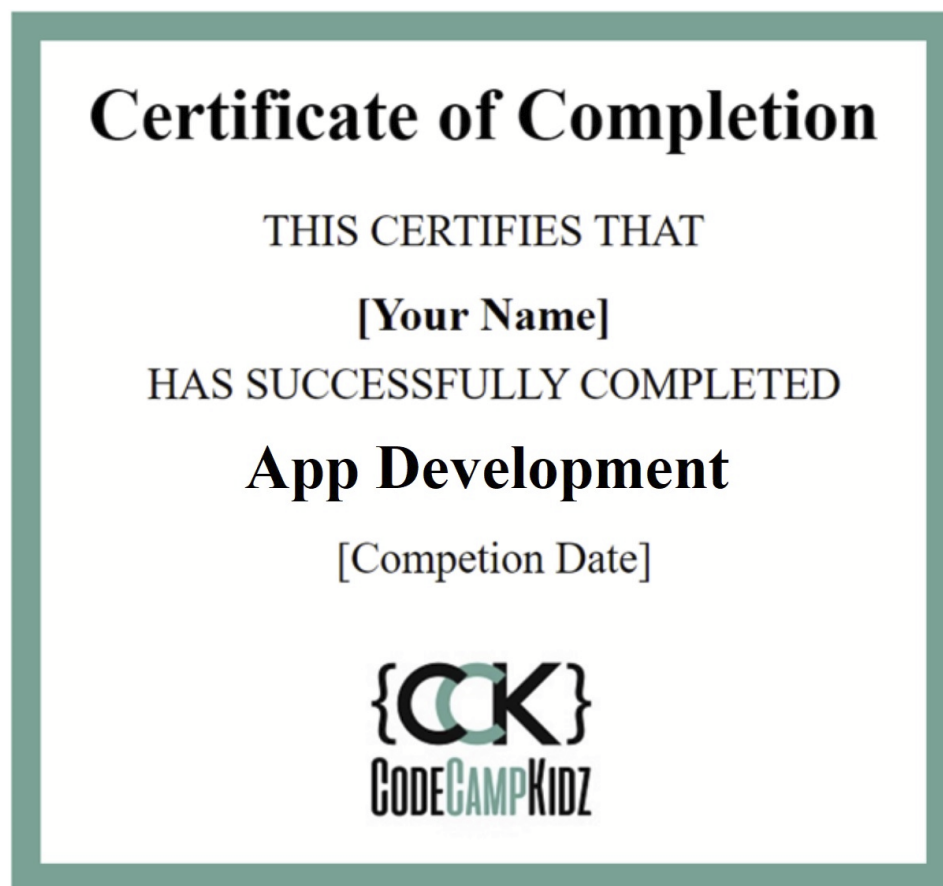 Certificate of Completion
THIS CERTIFIES THAT
[Your Name]
HAS SUCCESSFULLY COMPLETED
App Development
[Competion Date]
{CCK}
CODECAMPKIDZ